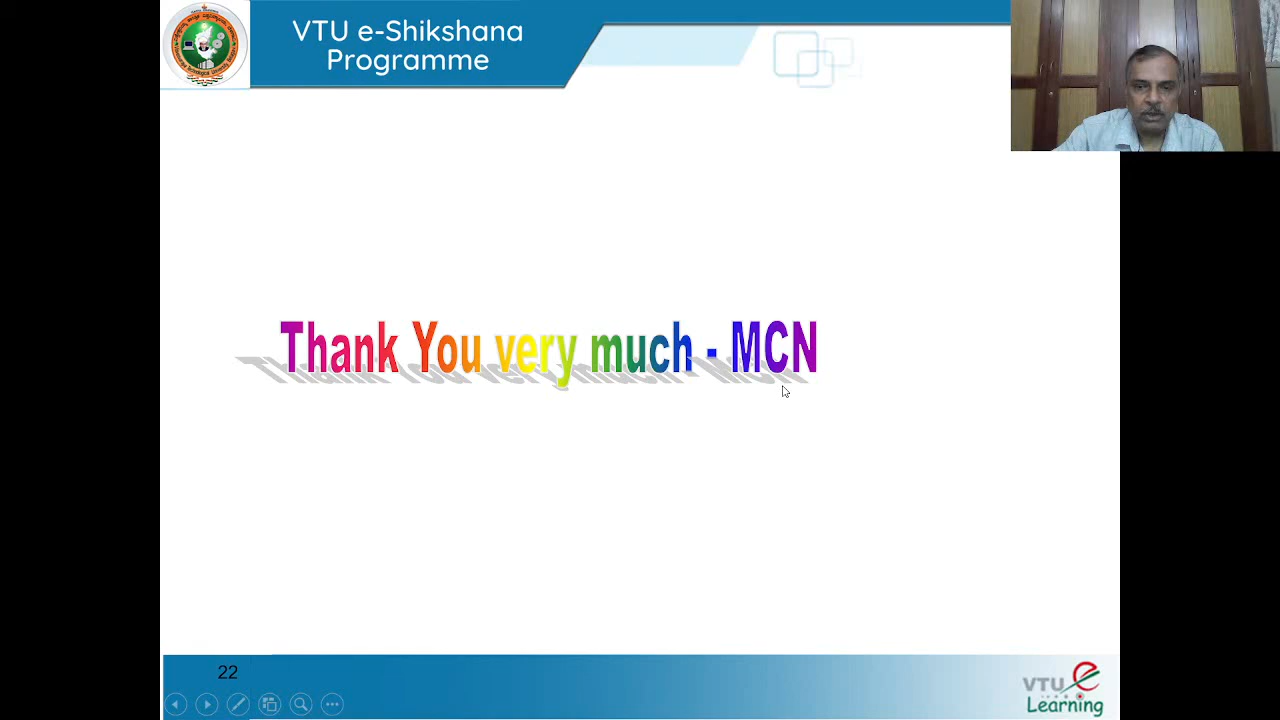 VTU e-Shikshana
Programme
Thank You very much - MCN
22
VTU e
Learning